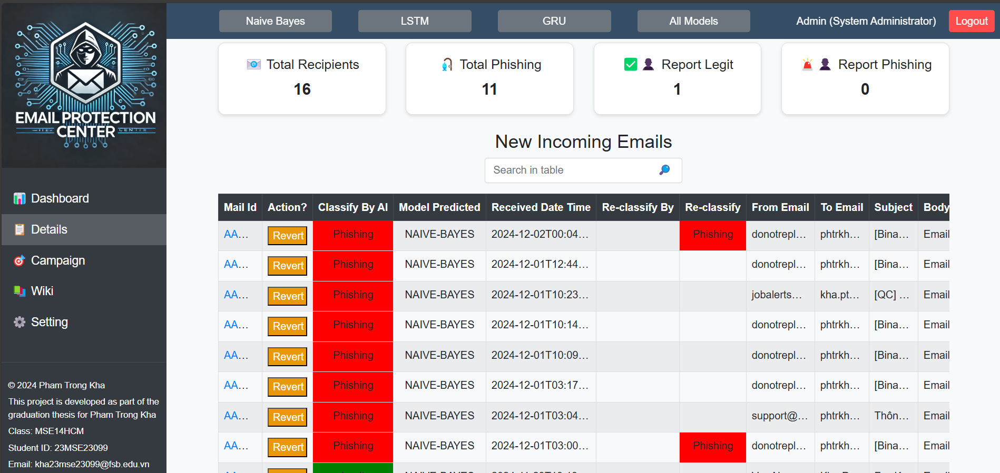 Naive Bayes LSTM GRU All Models Admin (System Administrator) Logout
EMAIL PROTECTION
CENTER
Total Recipients
16
Total Phishing
11
Report Legit
1
Report Phishing
0
New Incoming Emails
Search in table
Dashboard
Details
Campaign
Wiki
Setting
© 2024 Pham Trong Kha
This project is developed as part of the
graduation thesis for Pham Trong Kha
Class: MSE14HCM
Student ID: 23MSE23099
Email: kha23mse23099@fsb.edu.vn
Mail Id Action? Classify By AI Model Predicted Received Date Time Re-classify By Re-classify From Email To Email Subject Body
AA… Revert Phishing NAIVE-BAYES 2024-12-02T00:04… Phishing donotrepl… phtrkh… [Bina… Email
AA… Revert Phishing NAIVE-BAYES 2024-12-01T12:44… donotrepl… phtrkh… [Bina… Email
AA… Revert Phishing NAIVE-BAYES 2024-12-01T10:23… jobalerts… kha.pt… [QC] … Email
AA… Revert Phishing NAIVE-BAYES 2024-12-01T10:14… donotrepl… phtrkh… [Bina… Email
AA… Revert Phishing NAIVE-BAYES 2024-12-01T10:09… donotrepl… phtrkh… [Bina… Email
AA… Revert Phishing NAIVE-BAYES 2024-12-01T03:17… donotrepl… phtrkh… [Bina… Email
AA… Revert Phishing NAIVE-BAYES 2024-12-01T03:04… support@… phtrkh… Thôn… Email
AA… Revert Phishing NAIVE-BAYES 2024-12-01T03:00… Phishing donotrepl… phtrkh… [Bina… Email